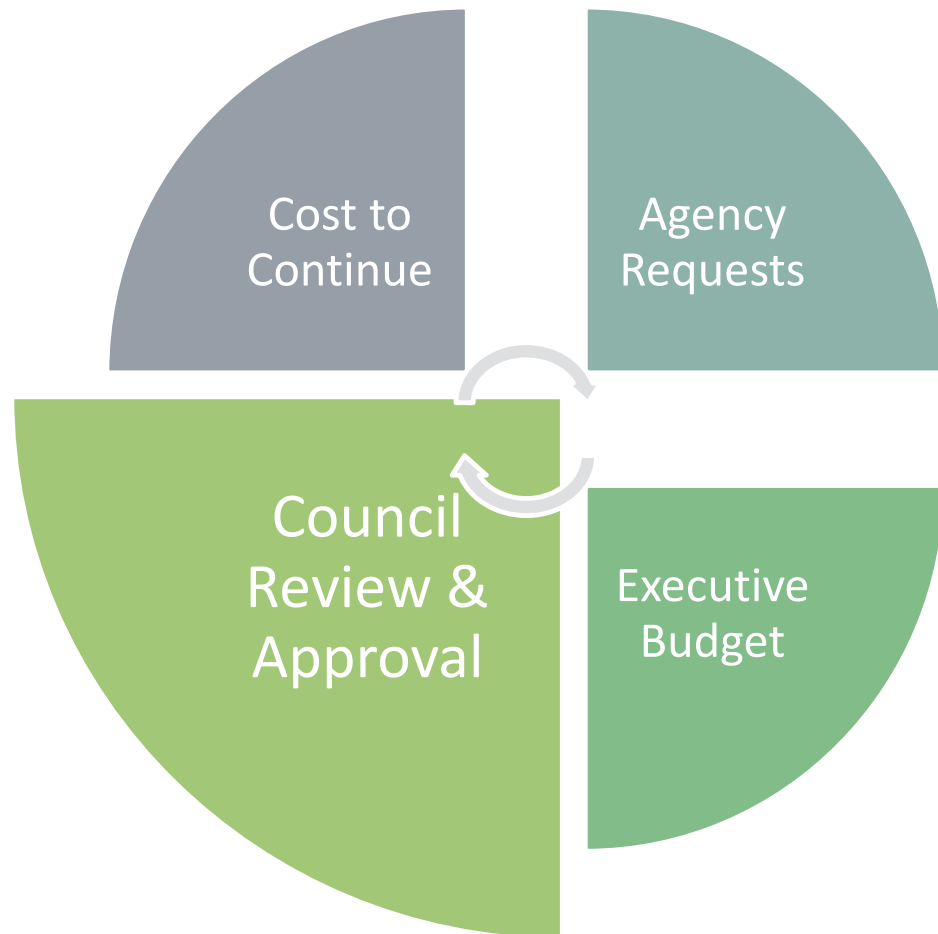 Cost to
Continue
Agency
Requests
Council
Review &
Approval
Executive
Budget